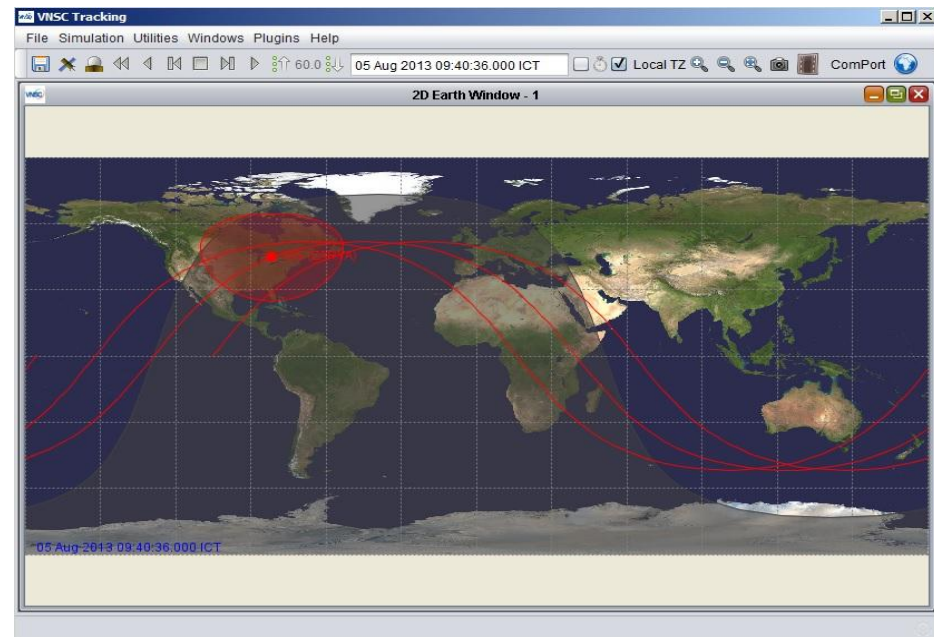 VNSC Tracking
File Simulation Utilities Windows Plugins Help
60.0 05 Aug 2013 09:40:36.000 ICT Local TZ ComPort
VNSC 2D Earth Window - 1
05 Aug-2013 09:40:36.000 ICT